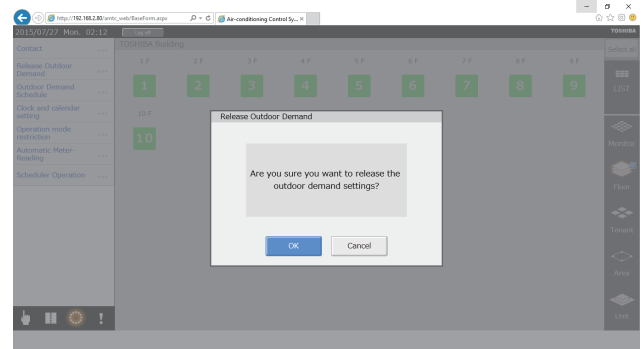 http://192.168.2.80/amtc_web/BaseForm.aspx
Air-conditioning Control Sy...
2015/07/27 Mon. 02:12
Log off
TOSHIBA
TOSHIBA Building
Select all
Contact ...
Release Outdoor
Demand ...
Outdoor Demand
Schedule ...
Clock and calendar
setting ...
Operation mode
restriction ...
Automatic Meter-
Reading ...
Scheduler Operation ...
1 F 2 F 3 F 4 F 5 F 6 F 7 F 8 F 9 F
1 2 3 4 5 6 7 8 9
10 F
10
Release Outdoor Demand
Are you sure you want to release the
outdoor demand settings?
OK Cancel
LIST
Monitor
Floor
Tenant
Area
Unit